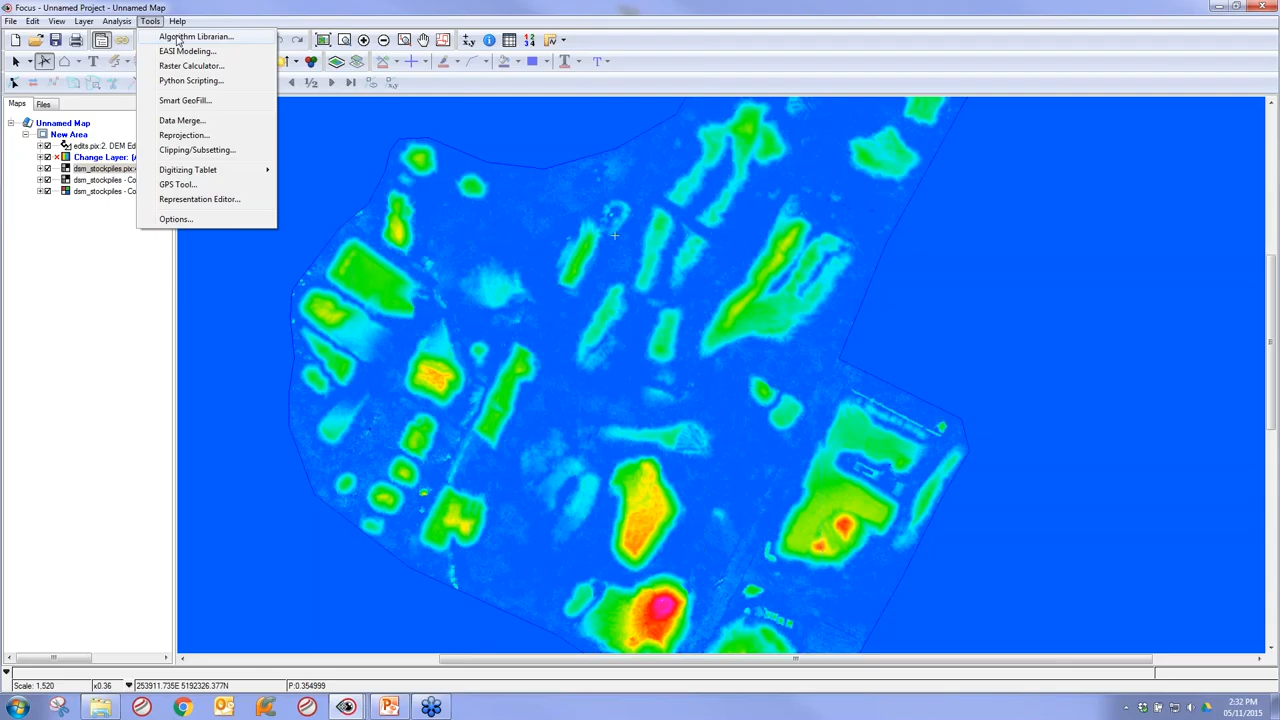 Focus - Unnamed Project - Unnamed Map
File Edit View Layer Analysis Tools Help
Algorithm Librarian...
EASI Modeling...
Raster Calculator...
Python Scripting...
Smart GeoFill...
Data Merge...
Reprojection...
Clipping/Subsetting...
Digitizing Tablet
GPS Tool...
Representation Editor...
Options...
Maps Files
Unnamed Map
New Area
edits.pix:2. DEM Ed
Change Layer: (
dsm_stockpiles.pix:
dsm_stockpiles - Co
dsm_stockpiles - Co
1/2
Scale: 1,520 x0.36 253911.735E 5192326.377N P:0.354999
2:32 PM
05/11/2015